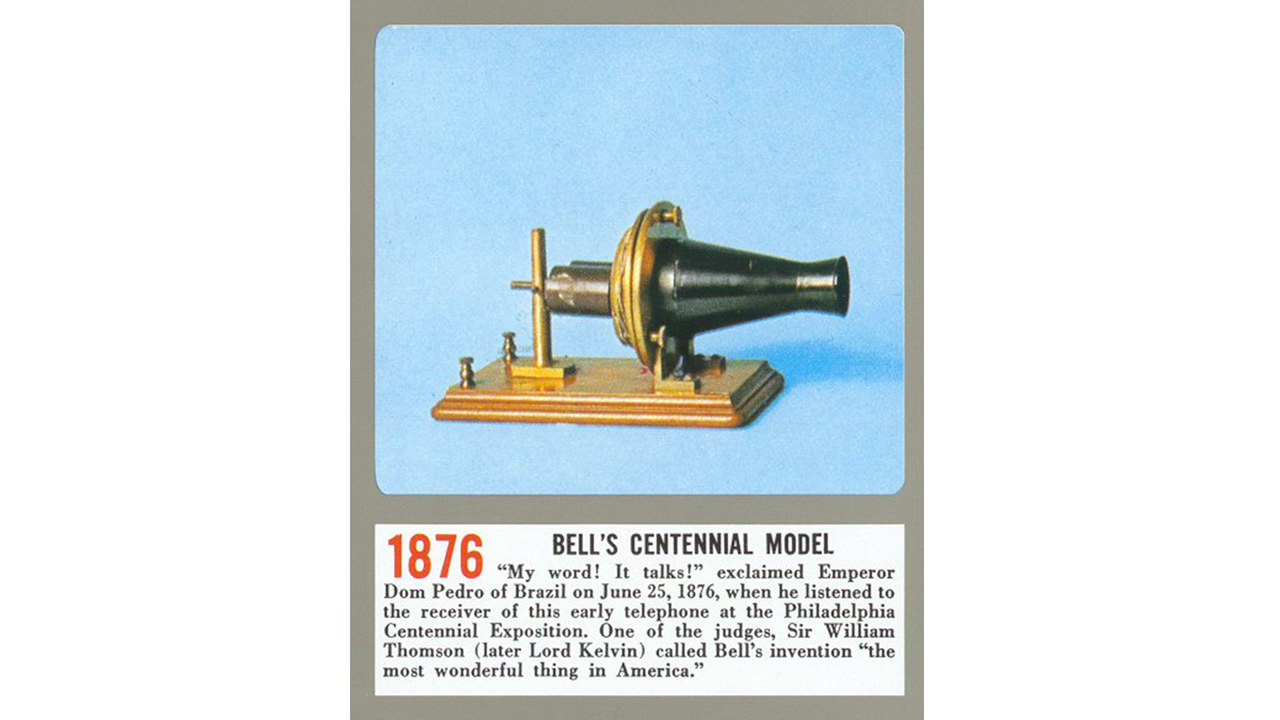 1876
BELL'S CENTENNIAL MODEL
“My word! It talks!” exclaimed Emperor
Dom Pedro of Brazil on June 25, 1876, when he listened to
the receiver of this early telephone at the Philadelphia
Centennial Exposition. One of the judges, Sir William
Thomson (later Lord Kelvin) called Bell's invention “the
most wonderful thing in America.”